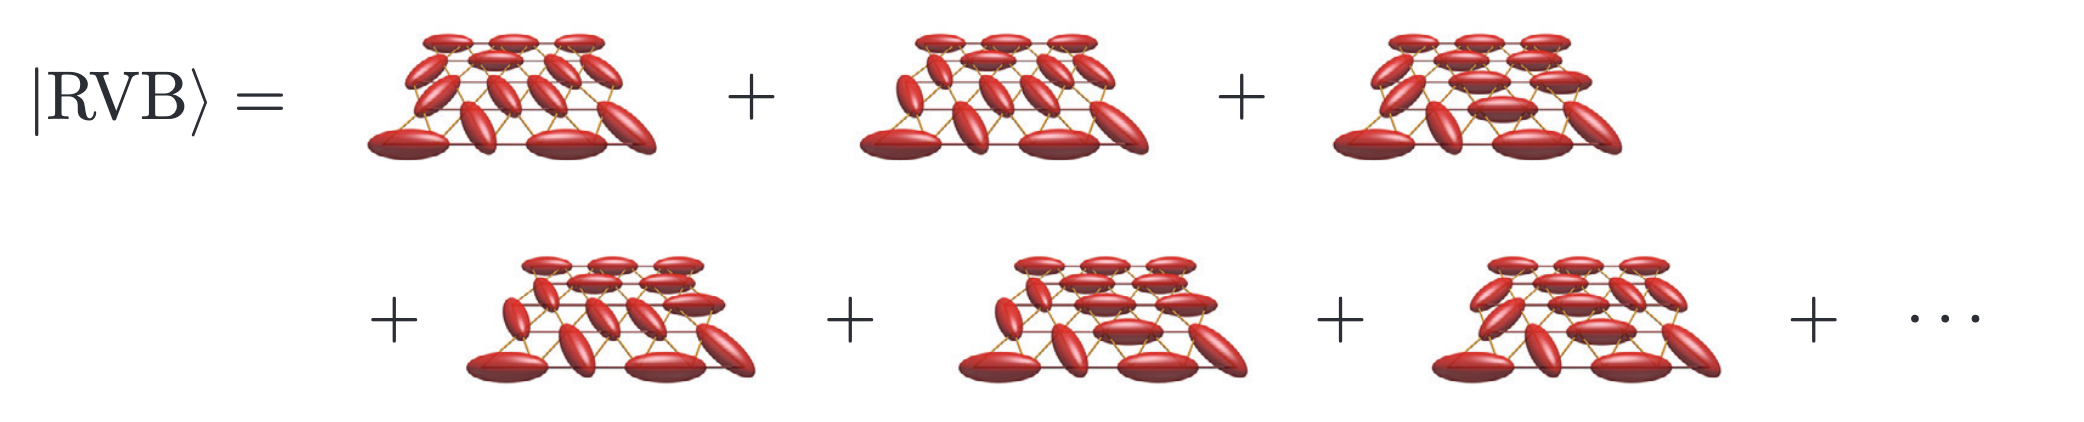 |RVB⟩ = + +
+ + + + ···